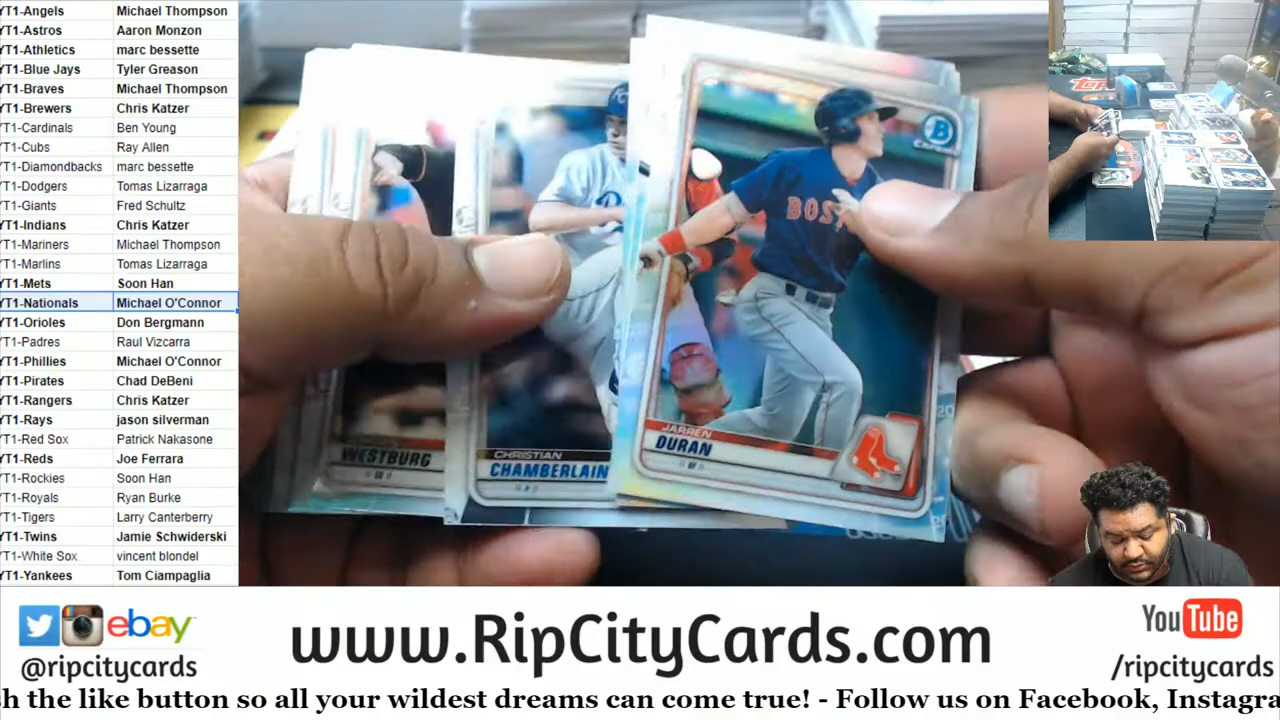 YT1-Angels Michael Thompson
YT1-Astros Aaron Monzon
YT1-Athletics marc bessette
YT1-Blue Jays Tyler Greason
YT1-Braves Michael Thompson
YT1-Brewers Chris Katzer
YT1-Cardinals Ben Young
YT1-Cubs Ray Allen
YT1-Diamondbacks marc bessette
YT1-Dodgers Tomas Lizarraga
YT1-Giants Fred Schultz
YT1-Indians Chris Katzer
YT1-Mariners Michael Thompson
YT1-Marlins Tomas Lizarraga
YT1-Mets Soon Han
YT1-Nationals Michael O'Connor
YT1-Orioles Don Bergmann
YT1-Padres Raul Vizcarra
YT1-Phillies Michael O'Connor
YT1-Pirates Chad DeBeni
YT1-Rangers Chris Katzer
YT1-Rays jason silverman
YT1-Red Sox Patrick Nakasone
YT1-Reds Joe Ferrara
YT1-Rockies Soon Han
YT1-Royals Ryan Burke
YT1-Tigers Larry Canterberry
YT1-Twins Jamie Schwiderski
YT1-White Sox vincent blondel
YT1-Yankees Tom Ciampaglia
WESTBURG
CHRISTIAN
CHAMBERLAIN
B
BOS
JARREN
DURAN
ebay
@ripcitycards
www.RipCityCards.com
YouTube
/ripcitycards
h the like button so all your wildest dreams can come true! - Follow us on Facebook, Instagra